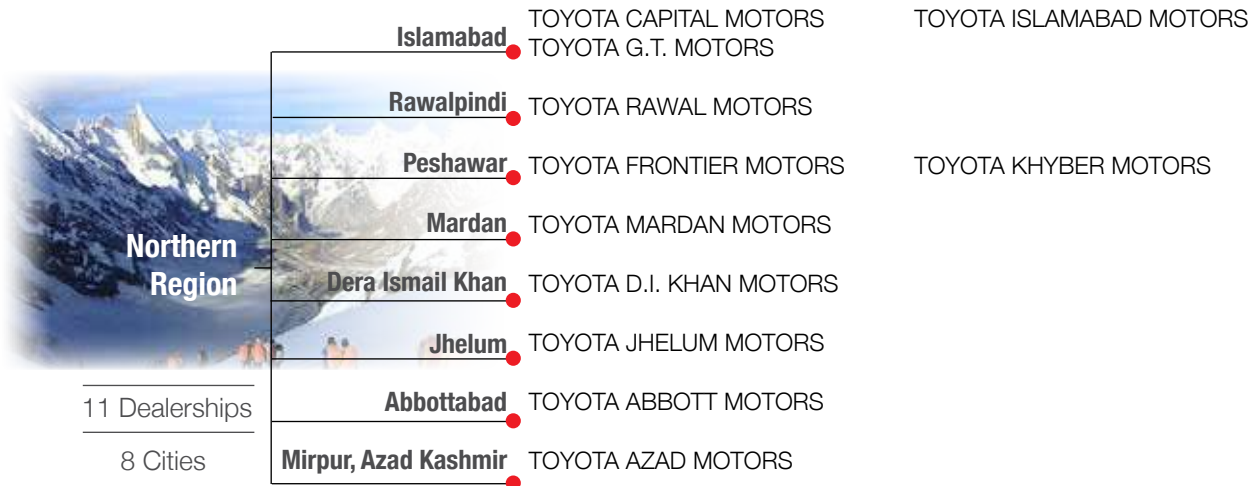 Northern
Region
11 Dealerships
8 Cities
Islamabad
TOYOTA CAPITAL MOTORS
TOYOTA ISLAMABAD MOTORS
TOYOTA G.T. MOTORS
Rawalpindi
TOYOTA RAWAL MOTORS
Peshawar
TOYOTA FRONTIER MOTORS
TOYOTA KHYBER MOTORS
Mardan
TOYOTA MARDAN MOTORS
Dera Ismail Khan
TOYOTA D.I. KHAN MOTORS
Jhelum
TOYOTA JHELUM MOTORS
Abbottabad
TOYOTA ABBOTT MOTORS
Mirpur, Azad Kashmir
TOYOTA AZAD MOTORS